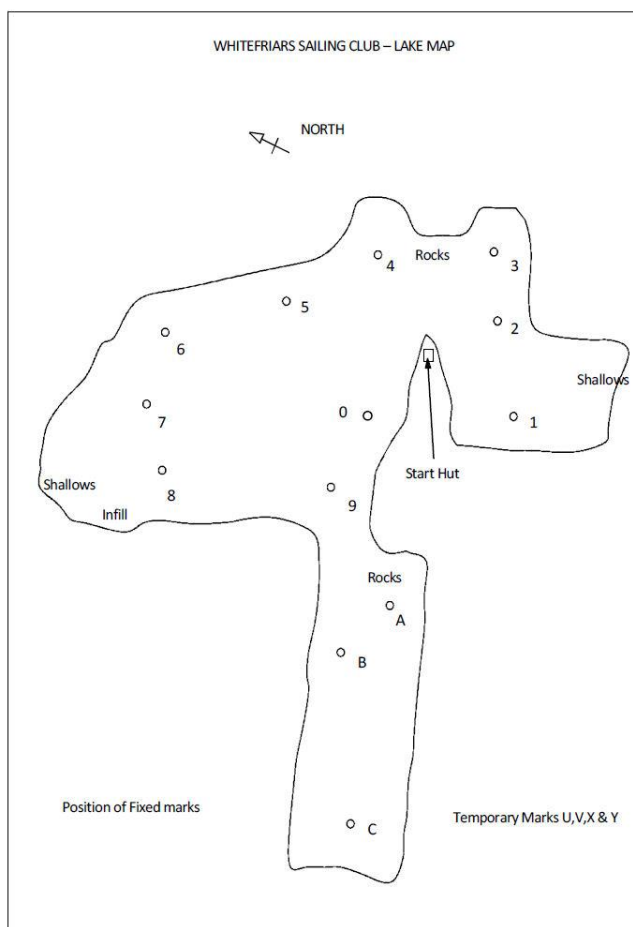 WHITEFRIARS SAILING CLUB – LAKE MAP
NORTH
4
Rocks
3
5
2
6
Shallows
7
0
1
Start Hut
Shallows
8
9
Infill
Rocks
A
B
Position of Fixed marks
C
Temporary Marks U,V,X & Y